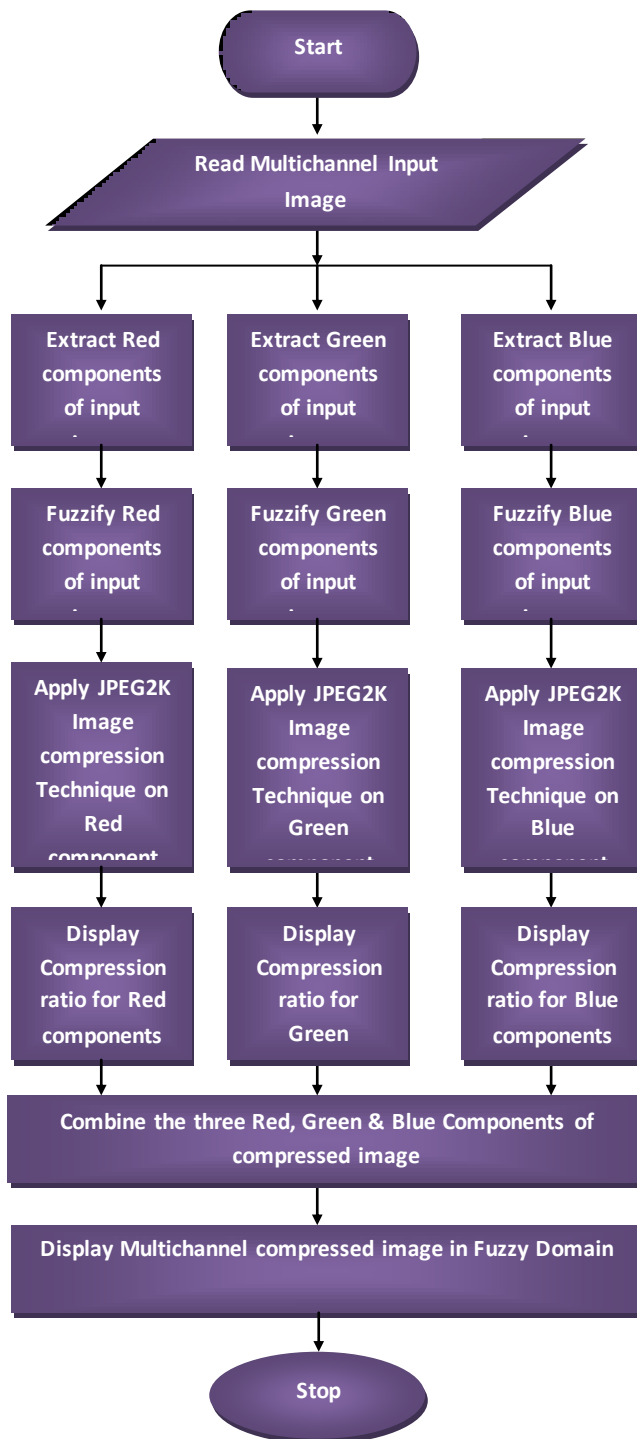 Start
Read Multichannel Input
Image
Extract Red
components
of input
Extract Green
components
of input
Extract Blue
components
of input
Fuzzify Red
components
of input
Fuzzify Green
components
of input
Fuzzify Blue
components
of input
Apply JPEG2K
Image
compression
Technique on
Red
component
Apply JPEG2K
Image
compression
Technique on
Green
component
Apply JPEG2K
Image
compression
Technique on
Blue
component
Display
Compression
ratio for Red
components
Display
Compression
ratio for
Green
Display
Compression
ratio for Blue
components
Combine the three Red, Green & Blue Components of
compressed image
Display Multichannel compressed image in Fuzzy Domain
Stop